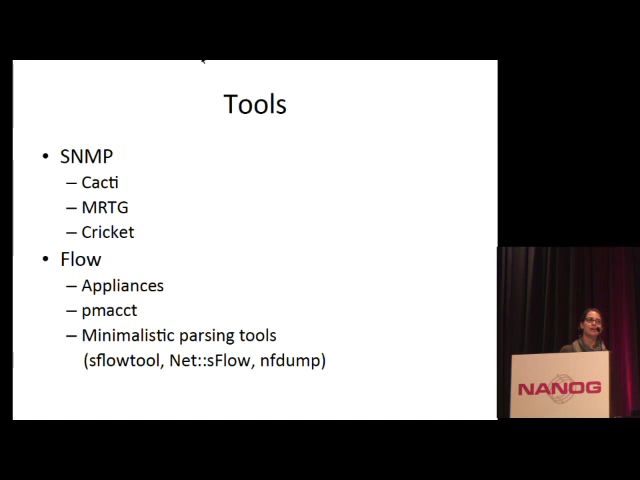 Tools
• SNMP
– Cacti
– MRTG
– Cricket
• Flow
– Appliances
– pmacct
– Minimalistic parsing tools
(sflowtool, Net::sFlow, nfdump)
NANOG